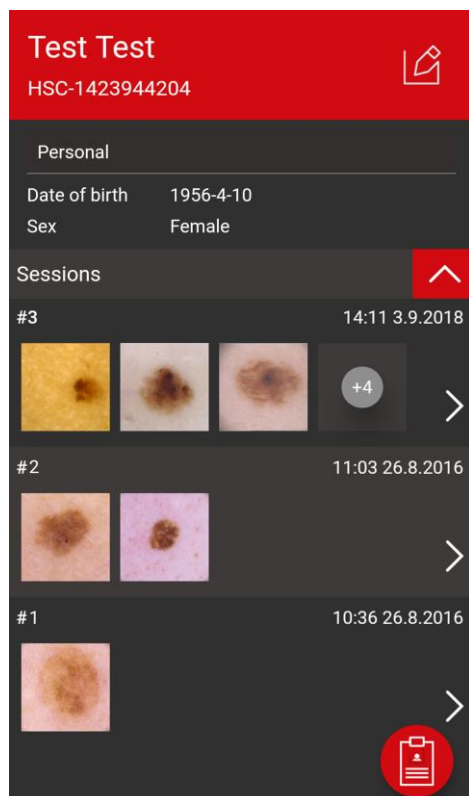 Test Test
HSC-1423944204
Personal
Date of birth 1956-4-10
Sex Female
Sessions
#3 14:11 3.9.2018
+4
#2 11:03 26.8.2016
#1 10:36 26.8.2016